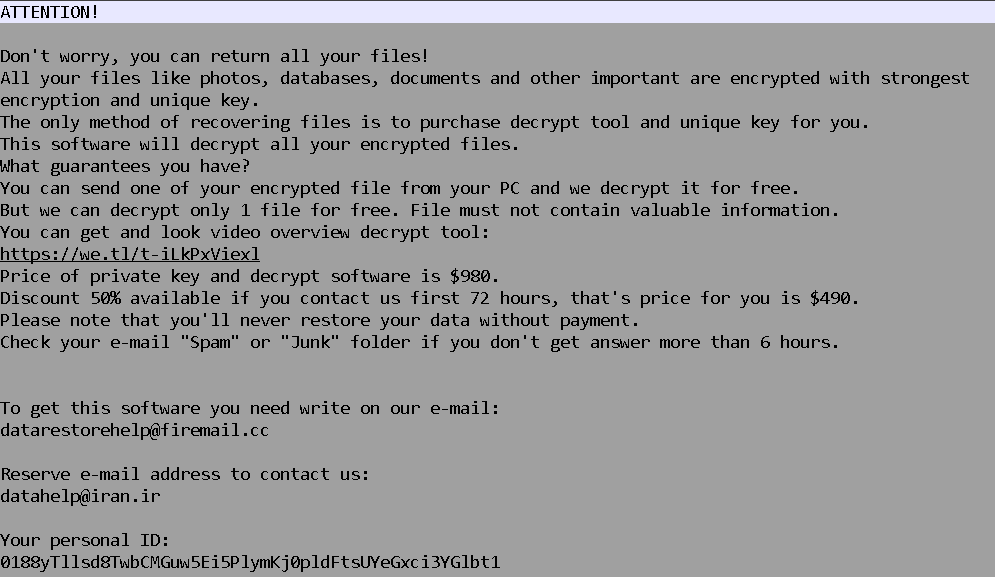 ATTENTION!
Don't worry, you can return all your files!
All your files like photos, databases, documents and other important are encrypted with strongest
encryption and unique key.
The only method of recovering files is to purchase decrypt tool and unique key for you.
This software will decrypt all your encrypted files.
What guarantees you have?
You can send one of your encrypted file from your PC and we decrypt it for free.
But we can decrypt only 1 file for free. File must not contain valuable information.
You can get and look video overview decrypt tool:
https://we.tl/t-iLkPxViexl
Price of private key and decrypt software is $980.
Discount 50% available if you contact us first 72 hours, that's price for you is $490.
Please note that you'll never restore your data without payment.
Check your e-mail "Spam" or "Junk" folder if you don't get answer more than 6 hours.
To get this software you need write on our e-mail:
datarestorehelp@firemail.cc
Reserve e-mail address to contact us:
datahelp@iran.ir
Your personal ID:
0188yTllsd8TwbCMGuw5Ei5PlymKj0pldFtsUYeGxci3YGlbt1